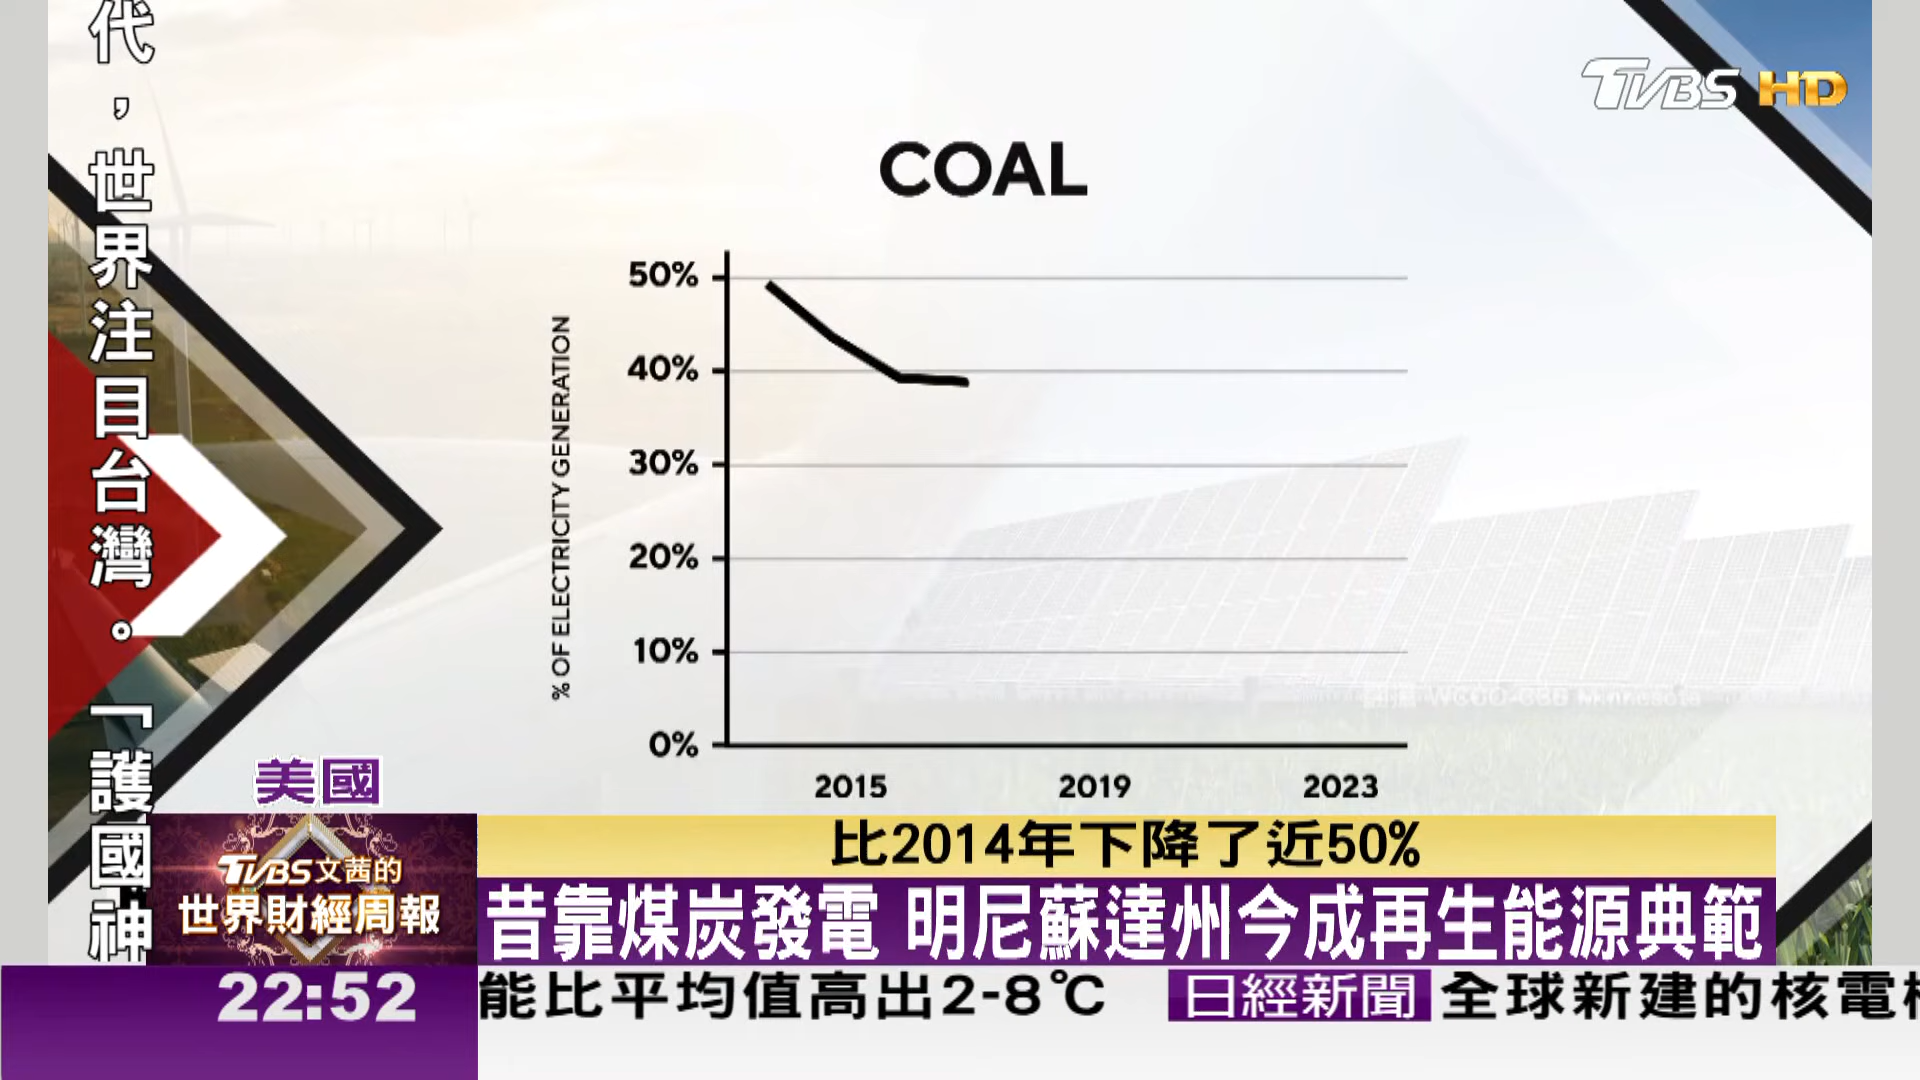 代，世界注目台灣。「護國神
TVBS HD
COAL
% OF ELECTRICITY GENERATION
50%
40%
30%
20%
10%
0%
2015 2019 2023
WCCO-CBS Minnesota
美國
TVBS文茜的
世界財經周報
比2014年下降了近50%
昔靠煤炭發電 明尼蘇達州今成再生能源典範
22:52
能比平均值高出2-8℃ 日經新聞 全球新建的核電